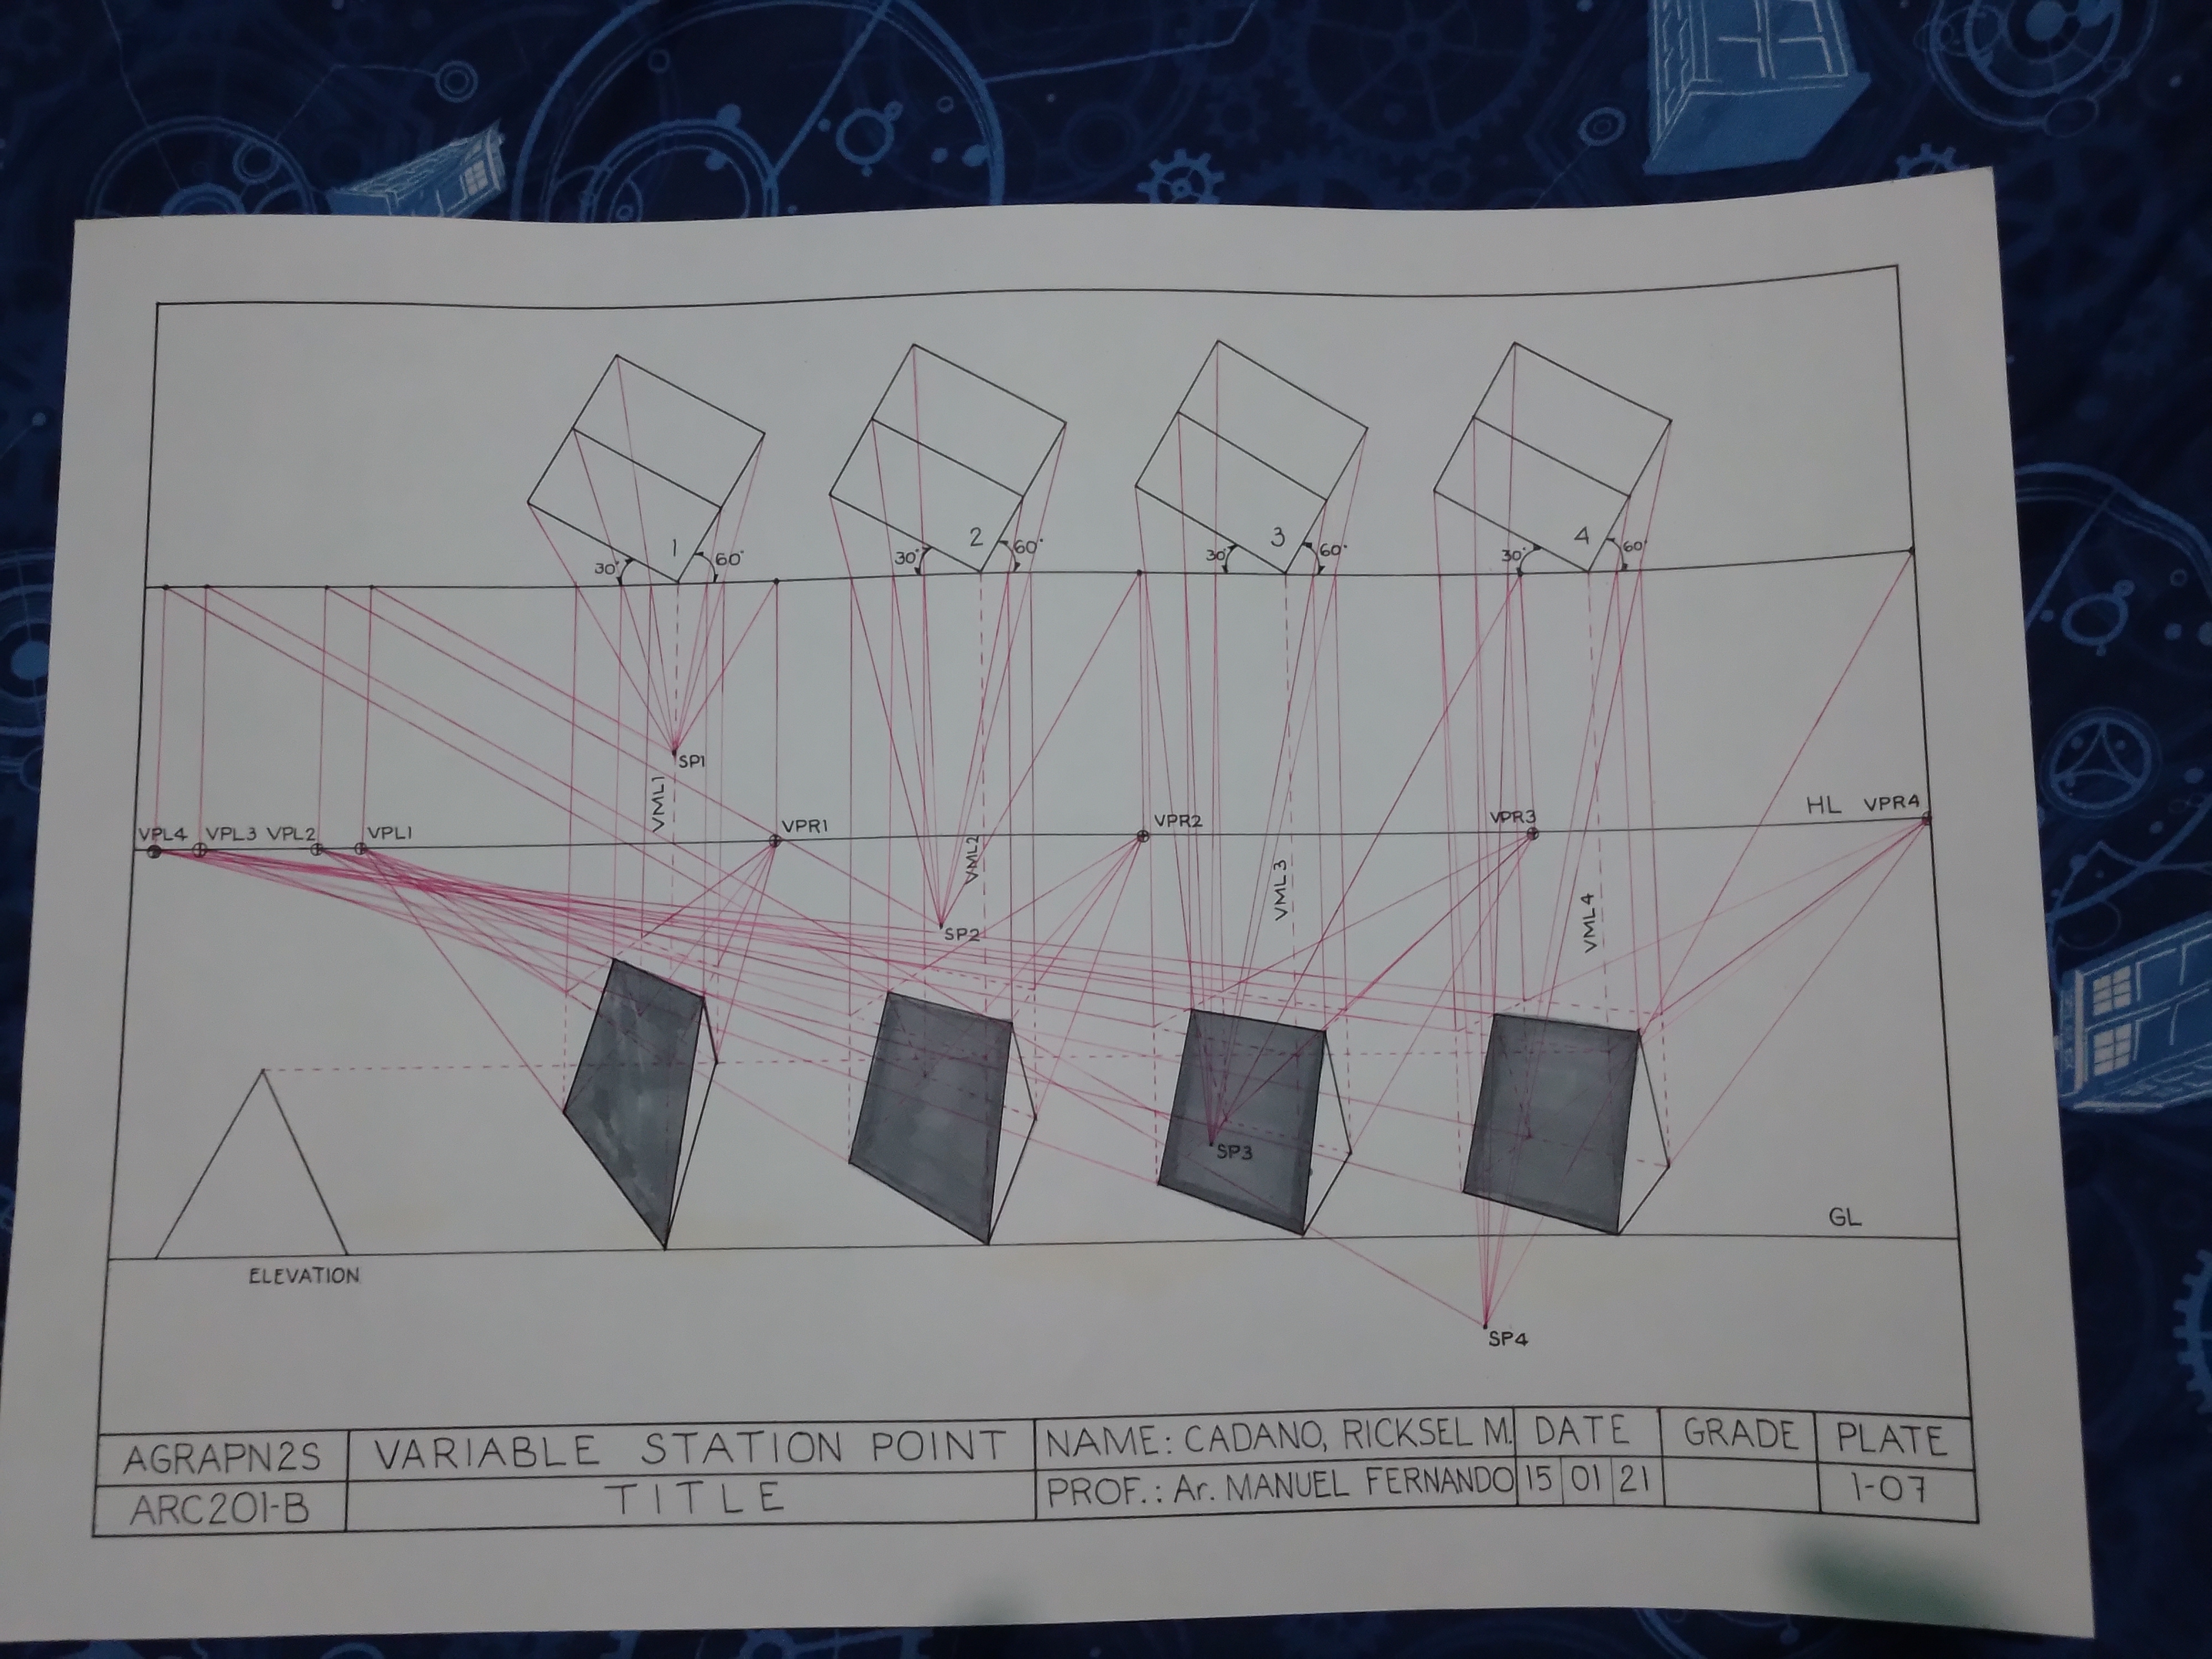 1
2
3
4
30° 60°
30° 60°
30° 60°
30° 60°
SP1
VML1
VPL4 VPL3 VPL2 VPL1
VPR1
VPR2
VPR3
HL VPR4
VML2
VML3
VML4
SP2
SP3
GL
ELEVATION
SP4
AGRAPN2S
ARC201-B
VARIABLE STATION POINT
TITLE
NAME: CADANO, RICKSEL M.
PROF.: Ar. MANUEL FERNANDO
DATE
15 01 21
GRADE
PLATE
1-07